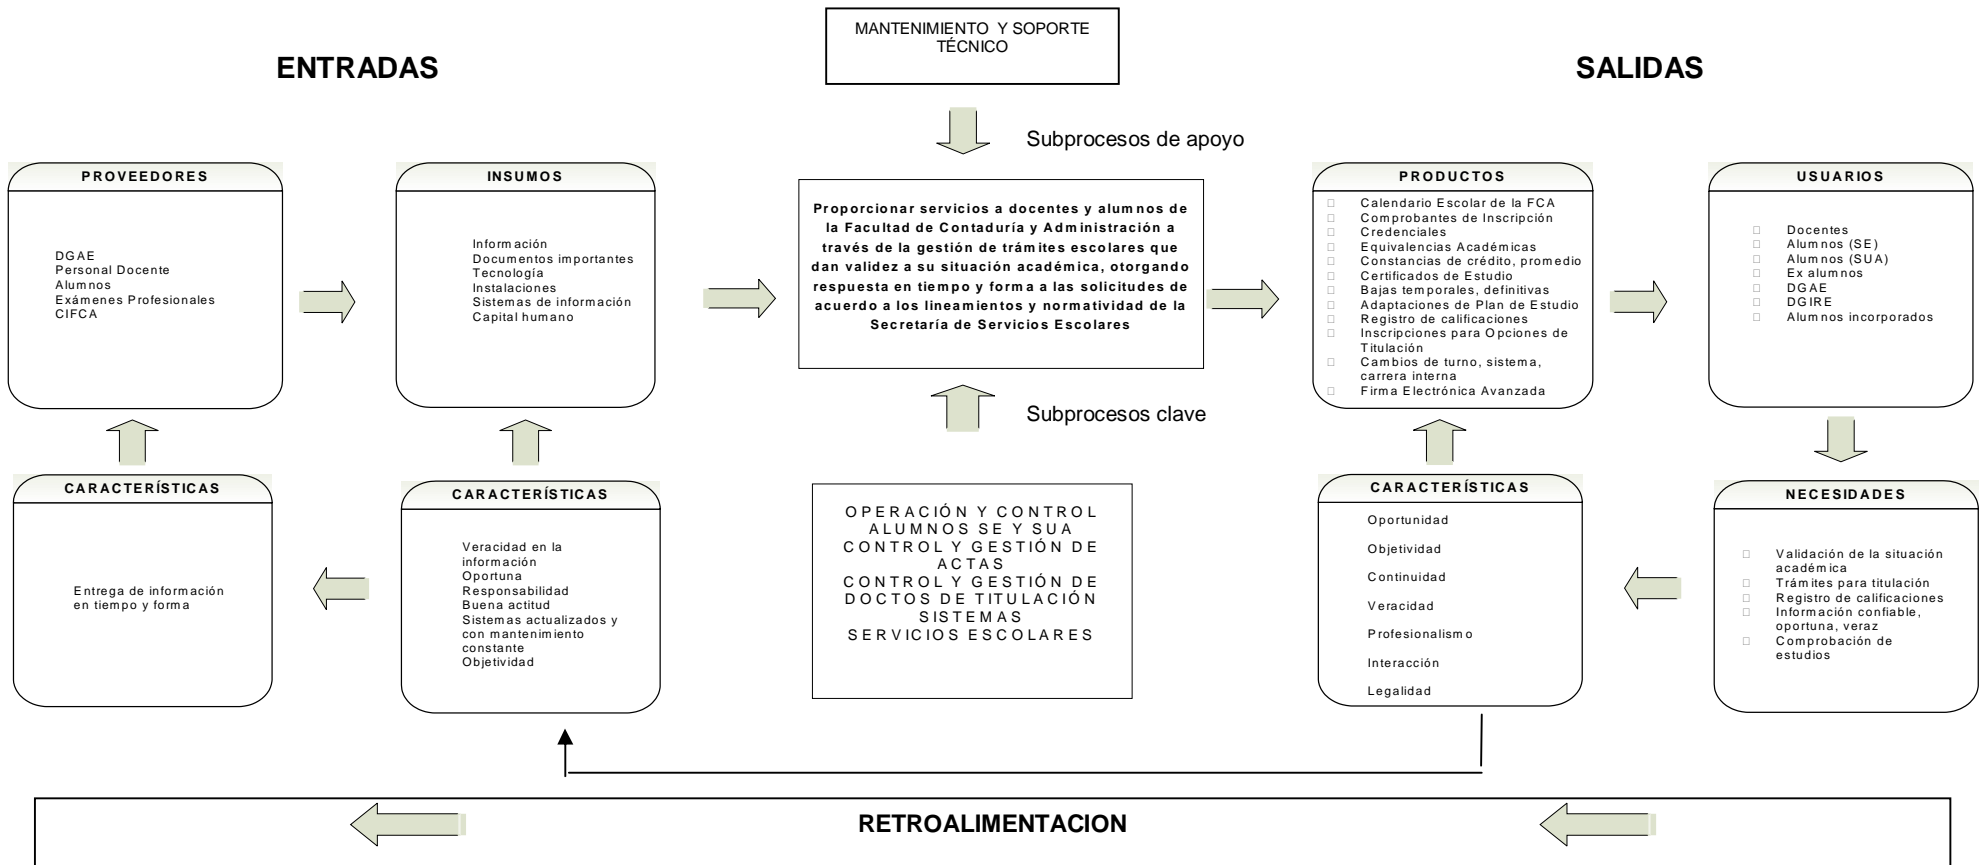 MANTENIMIENTO Y SOPORTE
TÉCNICO
ENTRADAS
SALIDAS
Subprocesos de apoyo
PROVEEDORES
DGAE
Personal Docente
Alumnos
Exámenes Profesionales
CIFCA
INSUMOS
Información
Documentos importantes
Tecnología
Instalaciones
Sistemas de información
Capital humano
Proporcionar servicios a docentes y alumnos de
la Facultad de Contaduría y Administración a
través de la gestión de trámites escolares que
dan validez a su situación académica, otorgando
respuesta en tiempo y forma a las solicitudes de
acuerdo a los lineamientos y normatividad de la
Secretaría de Servicios Escolares
PRODUCTOS
Calendario Escolar de la FCA
Comprobantes de Inscripción
Credenciales
Equivalencias Académicas
Constancias de crédito, promedio
Certificados de Estudio
Bajas temporales, definitivas
Adaptaciones de Plan de Estudio
Registro de calificaciones
Inscripciones para Opciones de
Titulación
Cambios de turno, sistema,
carrera interna
Firma Electrónica Avanzada
USUARIOS
Docentes
Alumnos (SE)
Alumnos (SUA)
Ex alumnos
DGAE
DGIRE
Alumnos incorporados
Subprocesos clave
CARACTERÍSTICAS
Entrega de información
en tiempo y forma
CARACTERÍSTICAS
Veracidad en la
información
Oportuna
Responsabilidad
Buena actitud
Sistemas actualizados y
con mantenimiento
constante
Objetividad
OPERACIÓN Y CONTROL
ALUMNOS SE Y SUA
CONTROL Y GESTIÓN DE
ACTAS
CONTROL Y GESTIÓN DE
DOCTOS DE TITULACIÓN
SISTEMAS
SERVICIOS ESCOLARES
CARACTERÍSTICAS
Oportunidad
Objetividad
Continuidad
Veracidad
Profesionalismo
Interacción
Legalidad
NECESIDADES
Validación de la situación
académica
Trámites para titulación
Registro de calificaciones
Información confiable,
oportuna, veraz
Comprobación de
estudios
RETROALIMENTACION